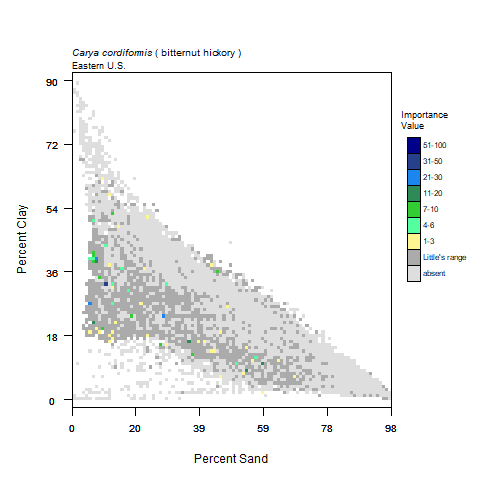 Carya cordiformis ( bitternut hickory )
Eastern U.S.
Importance
Value
51-100
31-50
21-30
11-20
7-10
4-6
1-3
Little's range
absent
Percent Clay
90
72
54
36
18
0
0 20 39 59 78 98
Percent Sand